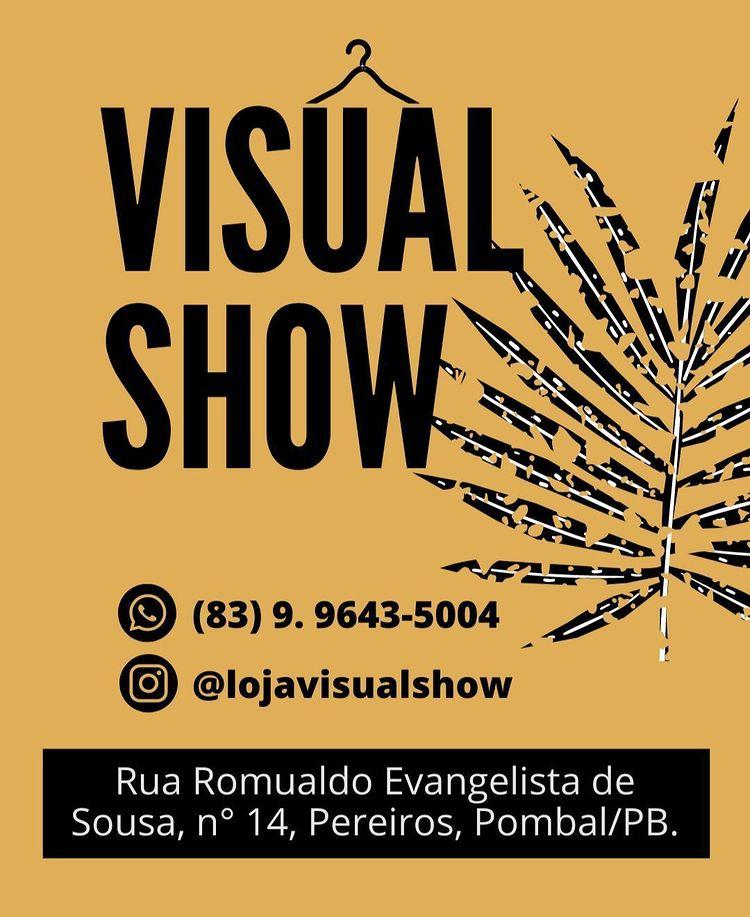 VISUAL
SHOW
(83) 9. 9643-5004
@lojavisualshow
Rua Romualdo Evangelista de
Sousa, n° 14, Pereiros, Pombal/PB.